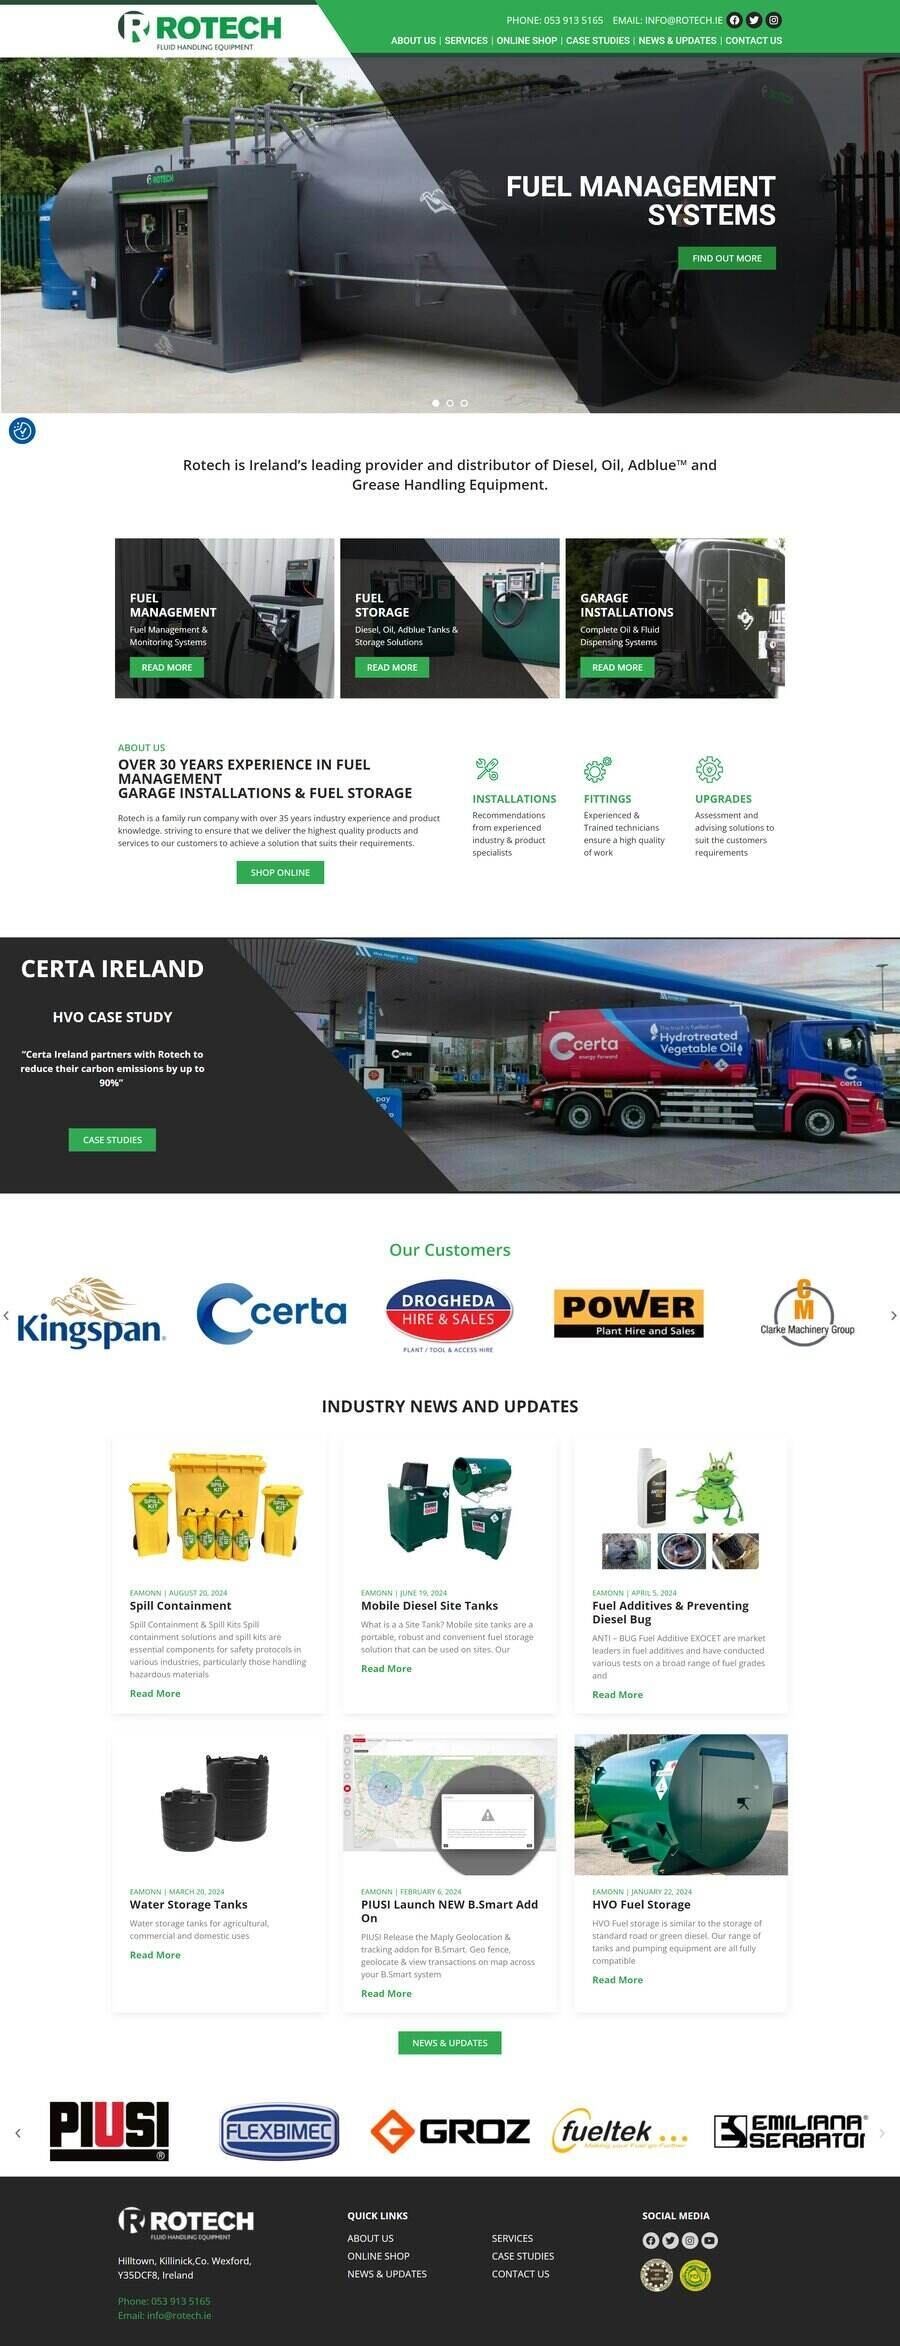 ROTECH
FLUID HANDLING EQUIPMENT
PHONE: 053 913 5165 EMAIL: INFO@ROTECH.IE
ABOUT US | SERVICES | ONLINE SHOP | CASE STUDIES | NEWS & UPDATES | CONTACT US
ROTECH
FUEL MANAGEMENT
SYSTEMS
FIND OUT MORE
Rotech is Ireland's leading provider and distributor of Diesel, Oil, Adblue™ and
Grease Handling Equipment.
FUEL
MANAGEMENT
Fuel Management &
Monitoring Systems
READ MORE
FUEL
STORAGE
Diesel, Oil, Adblue Tanks &
Storage Solutions
READ MORE
GARAGE
INSTALLATIONS
Complete Oil & Fluid
Dispensing Systems
READ MORE
ABOUT US
OVER 30 YEARS EXPERIENCE IN FUEL
MANAGEMENT
GARAGE INSTALLATIONS & FUEL STORAGE
Rotech is a family run company with over 35 years industry experience and product
knowledge. striving to ensure that we deliver the highest quality products and
services to our customers to achieve a solution that suits their requirements.
SHOP ONLINE
INSTALLATIONS
Recommendations
from experienced
industry & product
specialists
FITTINGS
Experienced &
Trained technicians
ensure a high quality
of work
UPGRADES
Assessment and
advising solutions to
suit the customers
requirements
CERTA IRELAND
HVO CASE STUDY
“Certa Ireland partners with Rotech to
reduce their carbon emissions by up to
90%”
CASE STUDIES
certa
pay
certa
energy forward
This truck is fuelled with
Hydrotreated
Vegetable Oil
certa
Our Customers
Kingspan
certa
DROGHEDA
HIRE & SALES
PLANT / TOOL & ACCESS HIRE
POWER
Plant Hire and Sales
CM
Clarke Machinery Group
INDUSTRY NEWS AND UPDATES
SPILL
KIT
SPILL
KIT
SPILL
KIT
EAMONN | AUGUST 20, 2024
Spill Containment
Spill Containment & Spill Kits Spill
containment solutions and spill kits are
essential components for safety protocols in
various industries, particularly those handling
hazardous materials
Read More
EAMONN | JUNE 19, 2024
Mobile Diesel Site Tanks
What is a a Site Tank? Mobile site tanks are a
portable, robust and convenient fuel storage
solution that can be used on sites. Our
Read More
EAMONN | APRIL 5, 2024
Fuel Additives & Preventing
Diesel Bug
ANTI – BUG Fuel Additive EXOCET are market
leaders in fuel additives and have conducted
various tests on a broad range of fuel grades
and
Read More
EAMONN | MARCH 20, 2024
Water Storage Tanks
Water storage tanks for agricultural,
commercial and domestic uses
Read More
EAMONN | FEBRUARY 6, 2024
PIUSI Launch NEW B.Smart Add
On
PIUSI Release the Maply Geolocation &
tracking addon for B.Smart. Geo fence,
geolocate & view transactions on map across
your B.Smart system
Read More
EAMONN | JANUARY 22, 2024
HVO Fuel Storage
HVO Fuel storage is similar to the storage of
standard road or green diesel. Our range of
tanks and pumping equipment are all fully
compatible
Read More
NEWS & UPDATES
PIUSI
FLEXBIMEC
GROZ
fueltek
Making your Fuel go Further
EMILIANA
SERBATOI
ROTECH
FLUID HANDLING EQUIPMENT
Hilltown, Killinick,Co. Wexford,
Y35DCF8, Ireland
Phone: 053 913 5165
Email: info@rotech.ie
QUICK LINKS
ABOUT US
ONLINE SHOP
NEWS & UPDATES
SERVICES
CASE STUDIES
CONTACT US
SOCIAL MEDIA